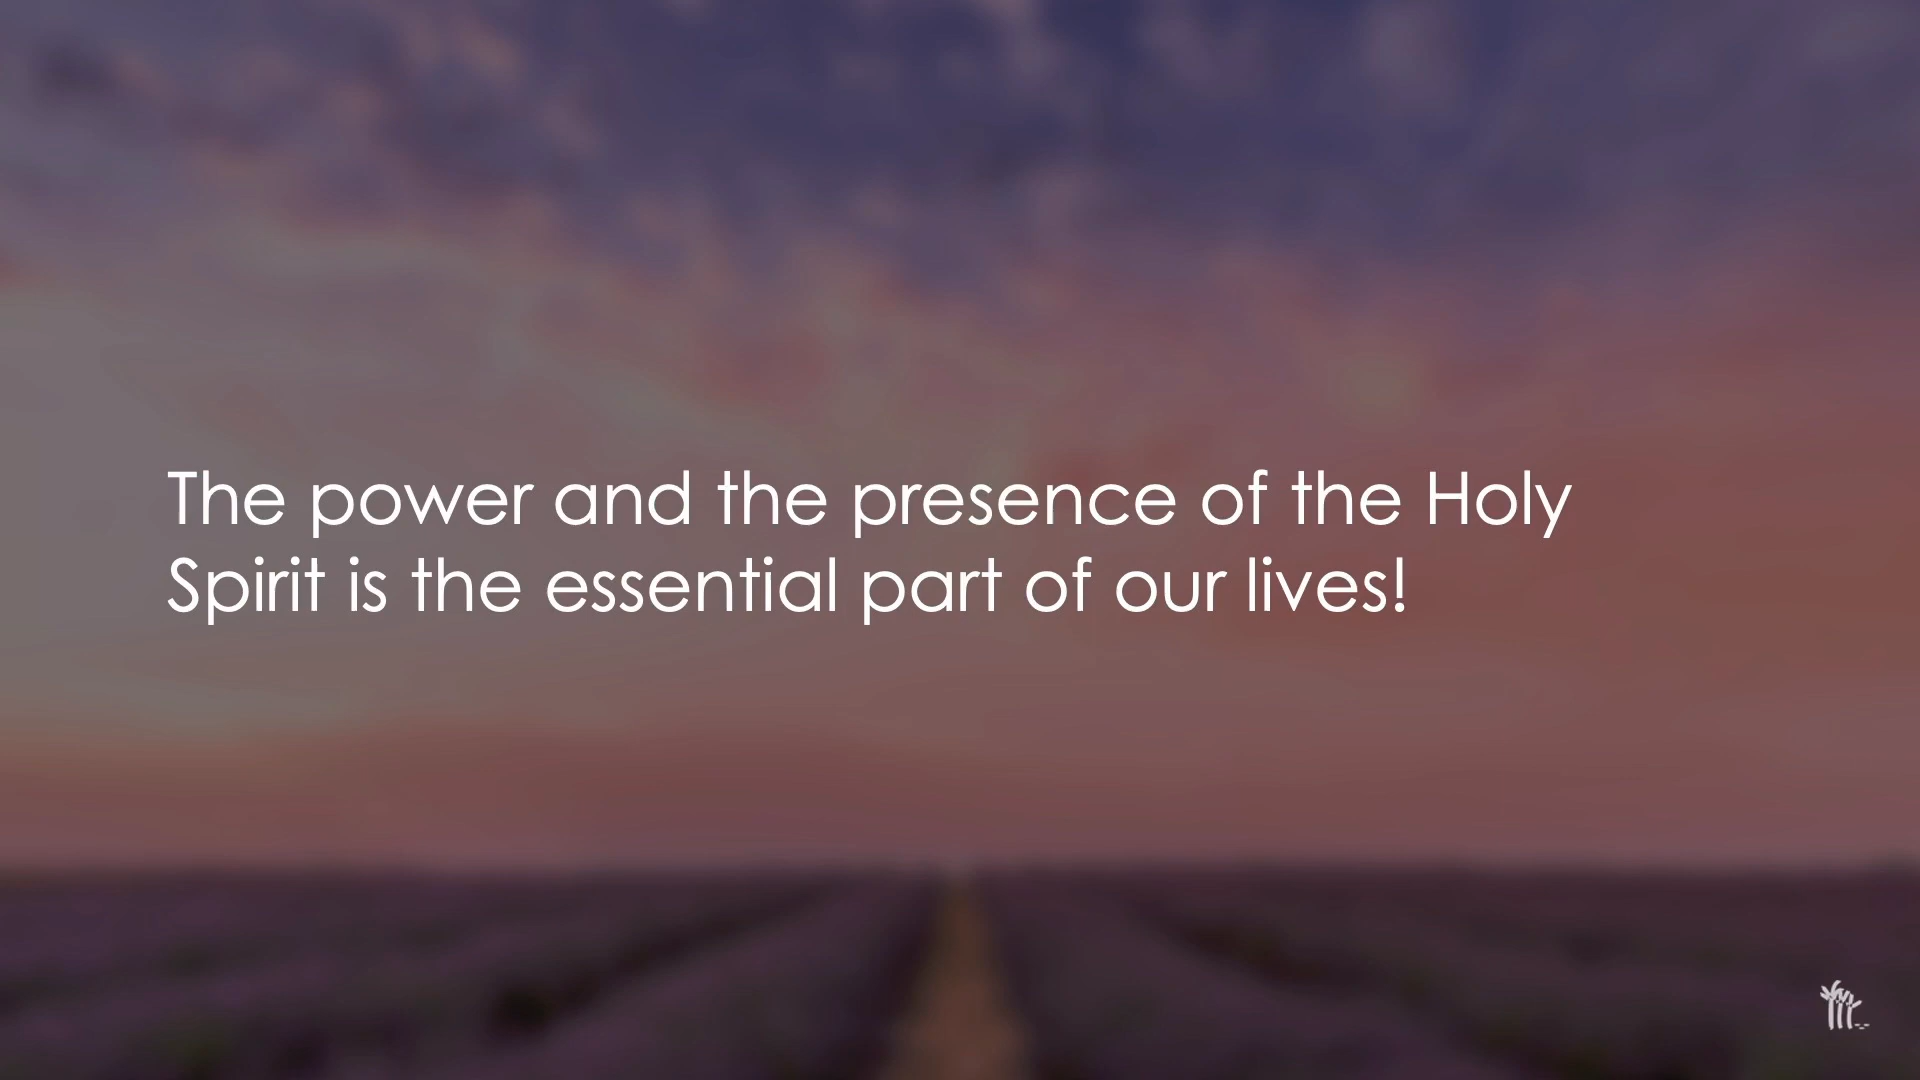 The power and the presence of the Holy
Spirit is the essential part of our lives!